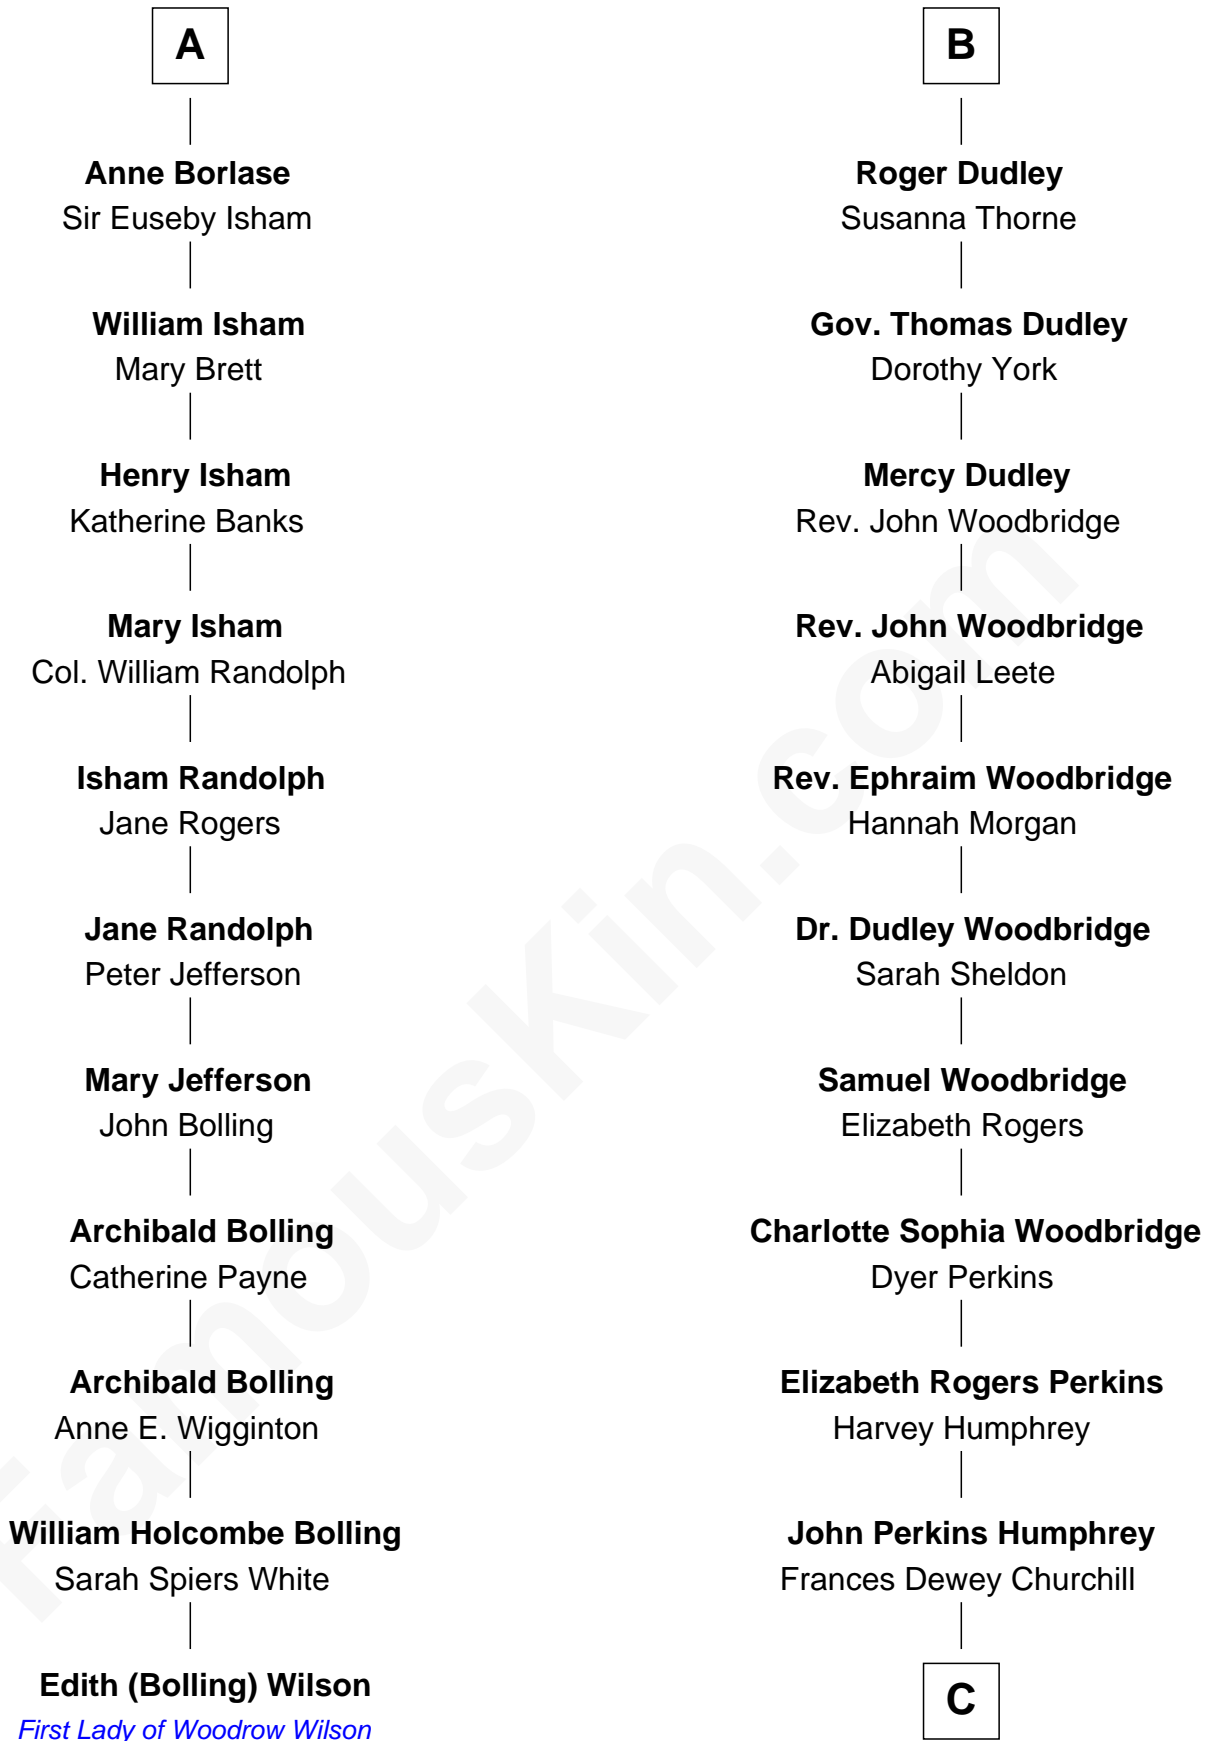 A
Anne Borlase
Sir Euseby Isham
William Isham
Mary Brett
Henry Isham
Katherine Banks
Mary Isham
Col. William Randolph
Isham Randolph
Jane Rogers
Jane Randolph
Peter Jefferson
Mary Jefferson
John Bolling
Archibald Bolling
Catherine Payne
Archibald Bolling
Anne E. Wigginton
William Holcombe Bolling
Sarah Spiers White
Edith (Bolling) Wilson
First Lady of Woodrow Wilson
B
Roger Dudley
Susanna Thorne
Gov. Thomas Dudley
Dorothy York
Mercy Dudley
Rev. John Woodbridge
Rev. John Woodbridge
Abigail Leete
Rev. Ephraim Woodbridge
Hannah Morgan
Dr. Dudley Woodbridge
Sarah Sheldon
Samuel Woodbridge
Elizabeth Rogers
Charlotte Sophia Woodbridge
Dyer Perkins
Elizabeth Rogers Perkins
Harvey Humphrey
John Perkins Humphrey
Frances Dewey Churchill
C
FamousKin.com